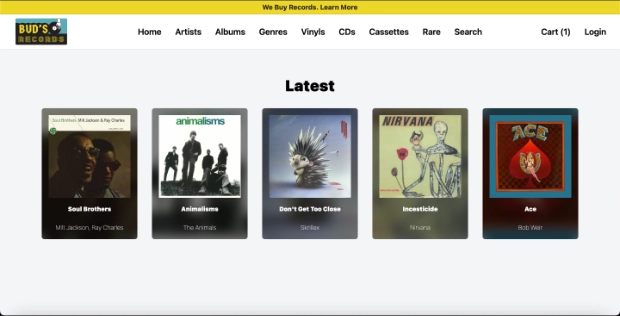 We Buy Records. Learn More
BUD'S
RECORDS
Home Artists Albums Genres Vinyls CDs Cassettes Rare Search Cart (1) Login
Latest
Soul Brothers Milt Jackson & Ray Charles
animalisms
NIRVANA
ACE
Soul Brothers
Milt Jackson, Ray Charles
Animalisms
The Animals
Don't Get Too Close
Skrillex
Incesticide
Nirvana
Ace
Bob Weir